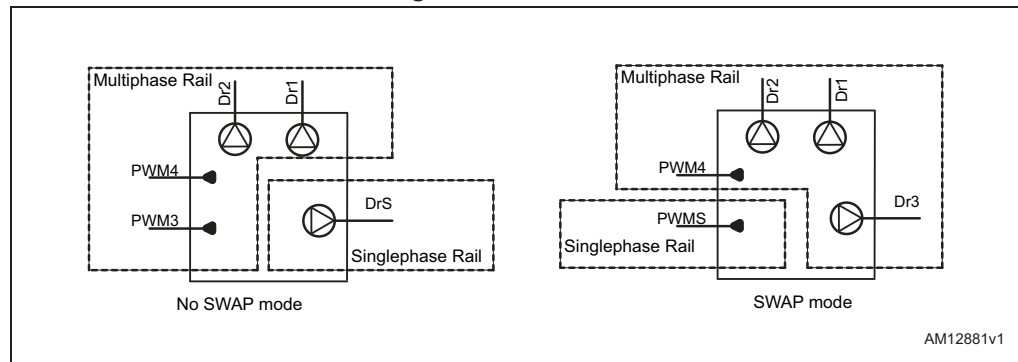 Multiphase Rail
Dr2
Dr1
PWM4
PWM3
DrS
Singlephase Rail
No SWAP mode
Multiphase Rail
Dr2
Dr1
PWM4
PWMS
Dr3
Singlephase Rail
SWAP mode
AM12881v1